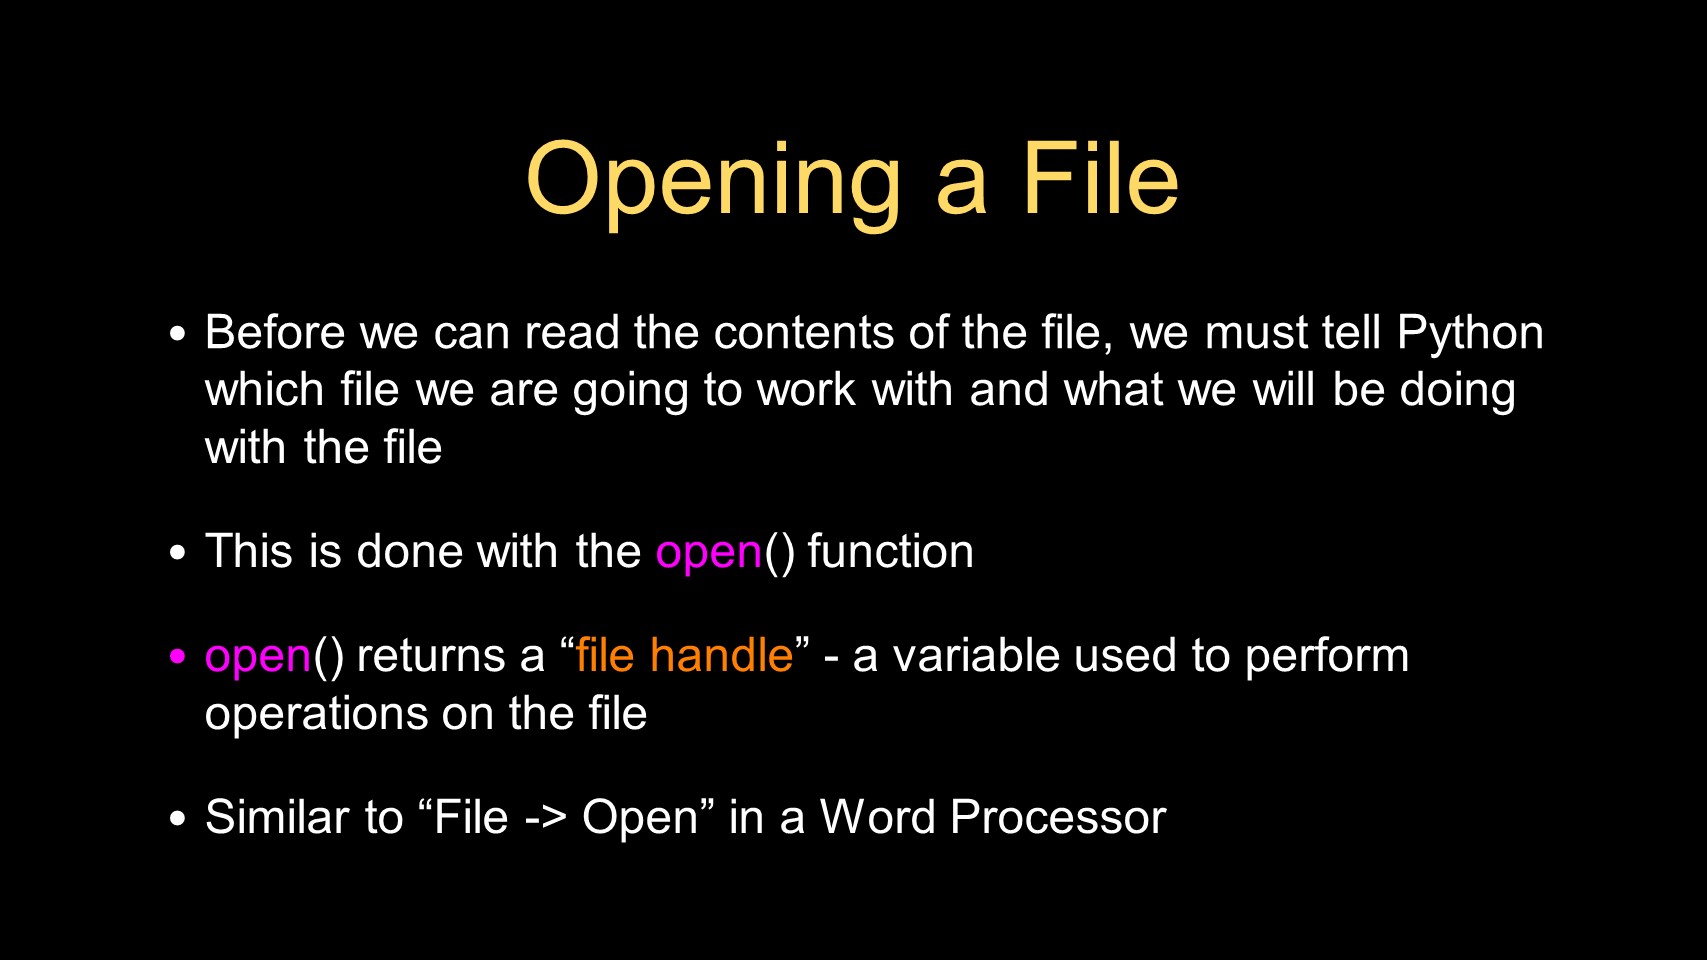 Opening a File
• Before we can read the contents of the file, we must tell Python
which file we are going to work with and what we will be doing
with the file
• This is done with the open() function
• open() returns a “file handle” - a variable used to perform
operations on the file
• Similar to “File -> Open” in a Word Processor